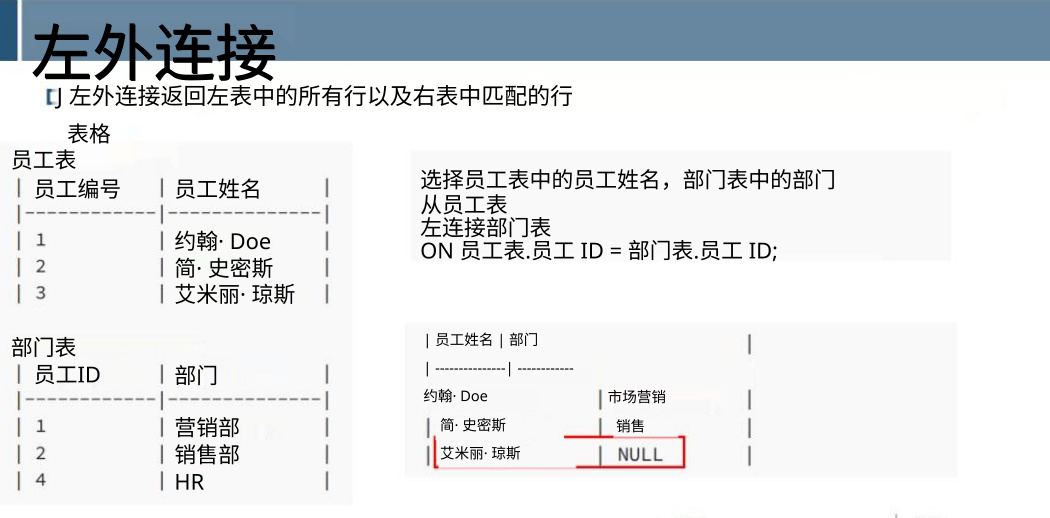 左外连接
左外连接返回左表中的所有行以及右表中匹配的行
表格
员工表
| 员工编号 | 员工姓名 |
|------------|---------------|
| 1 | 约翰· Doe |
| 2 | 简· 史密斯 |
| 3 | 艾米丽· 琼斯 |
部门表
| 员工ID | 部门 |
|------------|---------------|
| 1 | 营销部 |
| 2 | 销售部 |
| 4 | HR |
选择员工表中的员工姓名，部门表中的部门
从员工表
左连接部门表
ON 员工表.员工 ID = 部门表.员工 ID;
| 员工姓名 | 部门 |
| ---------------| ------------
约翰· Doe | 市场营销 |
| 简· 史密斯 | 销售 |
| 艾米丽· 琼斯 | NULL |